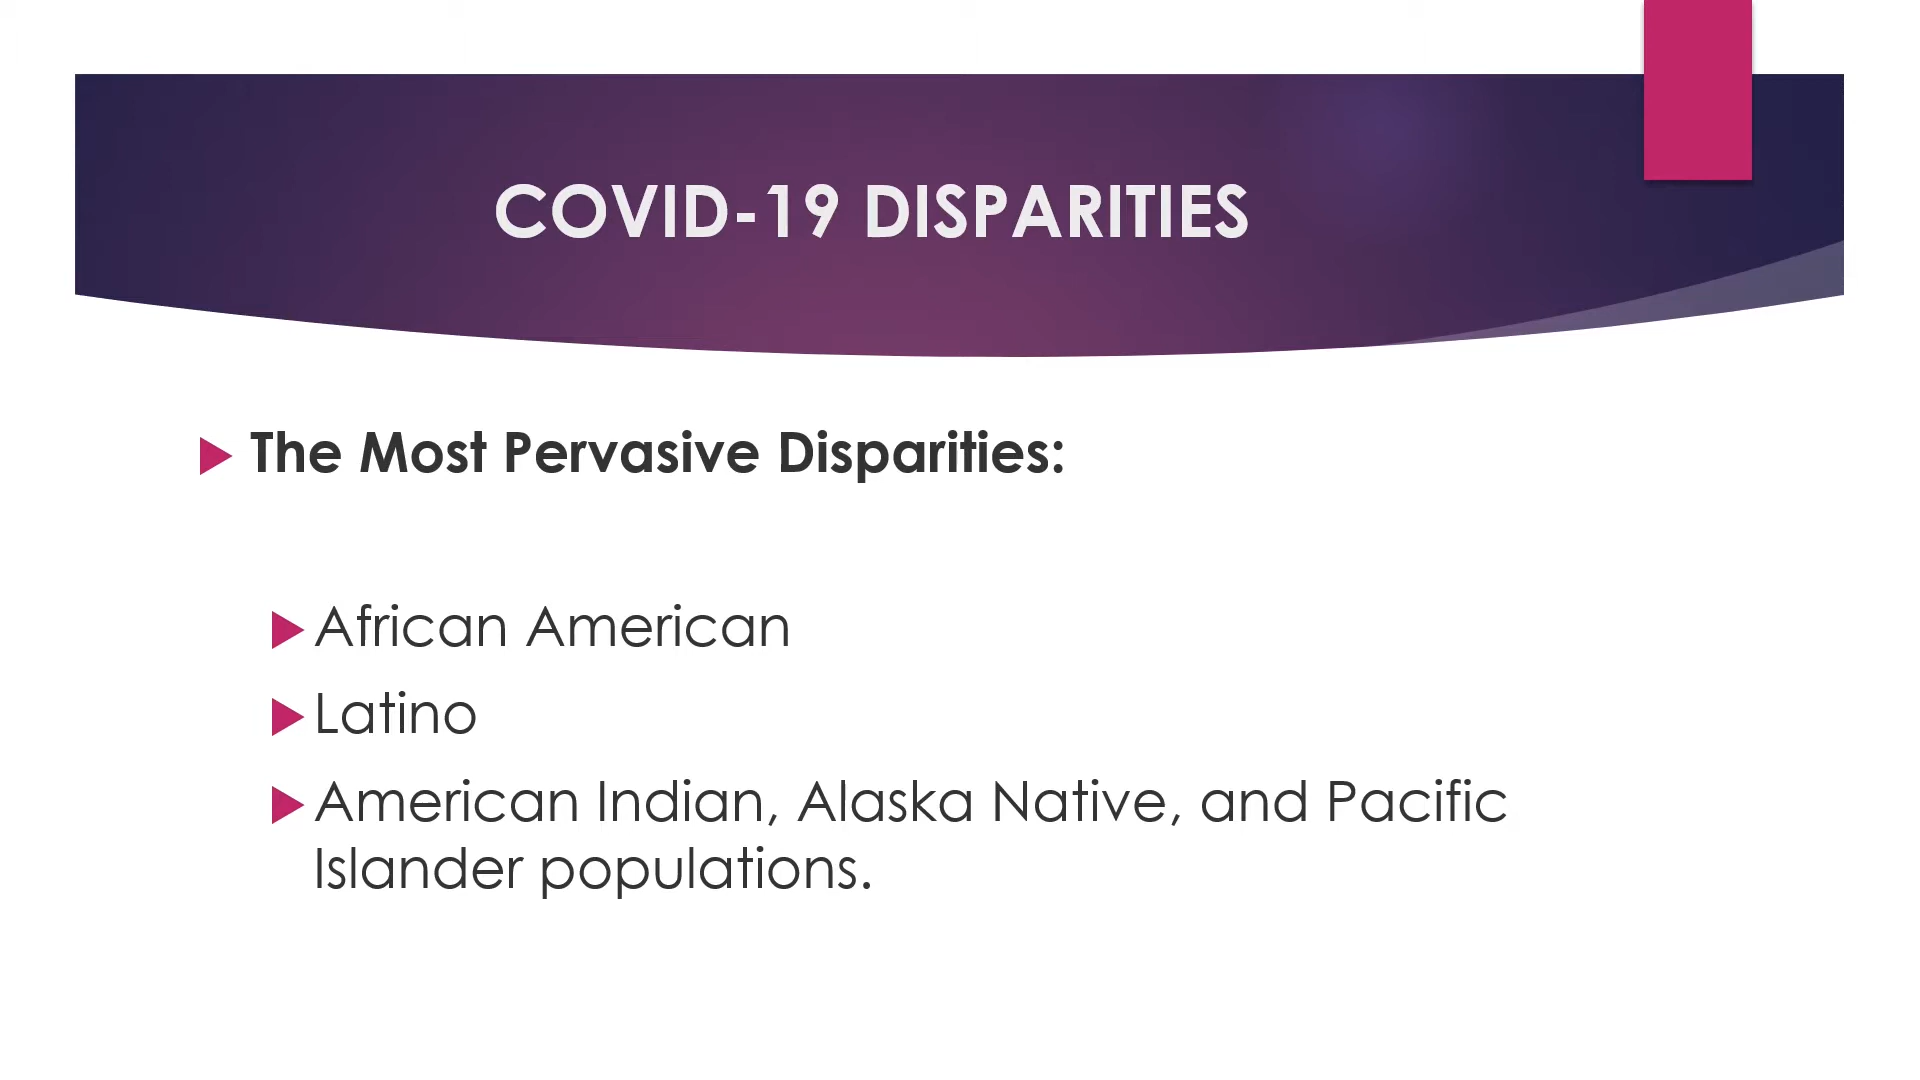 COVID-19 DISPARITIES
The Most Pervasive Disparities:
African American
Latino
American Indian, Alaska Native, and Pacific
Islander populations.